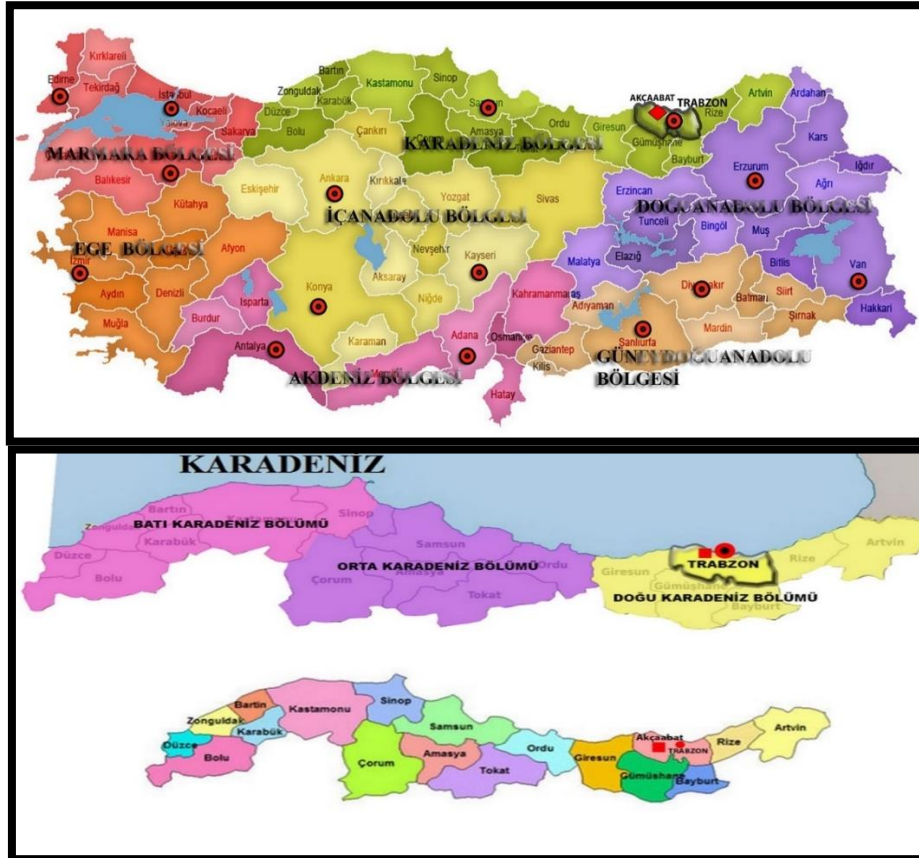 Kırklareli
Edirne
Tekirdağ
İstanbul
Kocaeli
Yalova
Sakarya
Bartın
Zonguldak
Karabük
Düzce
Bolu
Kastamonu
Sinop
Samsun
Çankırı
Amasya
Ordu
Giresun
AKÇAABAT
TRABZON
Rize
Artvin
Ardahan
Gümüşhane
Bayburt
Kars
Iğdır
Erzurum
Ağrı
MARMARA BÖLGESİ
KARADENİZ BÖLGESİ
Balıkesir
Kütahya
Eskişehir
Ankara
Kırıkkale
Yozgat
Sivas
Erzincan
DOĞUANADOLU BÖLGESİ
İÇANADOLU BÖLGESİ
Tunceli
Bingöl
Muş
Manisa
EGE BÖLGESİ
İzmir
Afyon
Nevşehir
Kayseri
Aksaray
Malatya
Elazığ
Bitlis
Van
Aydın
Denizli
Isparta
Konya
Niğde
Kahramanmaraş
Adıyaman
Diyarbakır
Batman
Siirt
Şırnak
Hakkari
Muğla
Burdur
Antalya
Karaman
Adana
Osmaniye
Gaziantep
Şanlıurfa
Mardin
Kilis
AKDENİZ BÖLGESİ
GÜNEYDOĞUANADOLU
BÖLGESİ
Hatay
KARADENİZ
Bartın
Zonguldak
BATI KARADENİZ BÖLÜMÜ
Kastamonu
Sinop
Karabük
Düzce
Bolu
Samsun
ORTA KARADENİZ BÖLÜMÜ
Çorum
Amasya
Ordu
Tokat
TRABZON
Giresun
Gümüşhane
Rize
Artvin
DOĞU KARADENİZ BÖLÜMÜ
Bayburt
Bartin
Zonguldak
Kastamonu
Sinop
Karabük
Düzce
Bolu
Samsun
Çorum
Amasya
Tokat
Ordu
Giresun
Akçaabat
TRABZON
Rize
Artvin
Gümüşhane
Bayburt